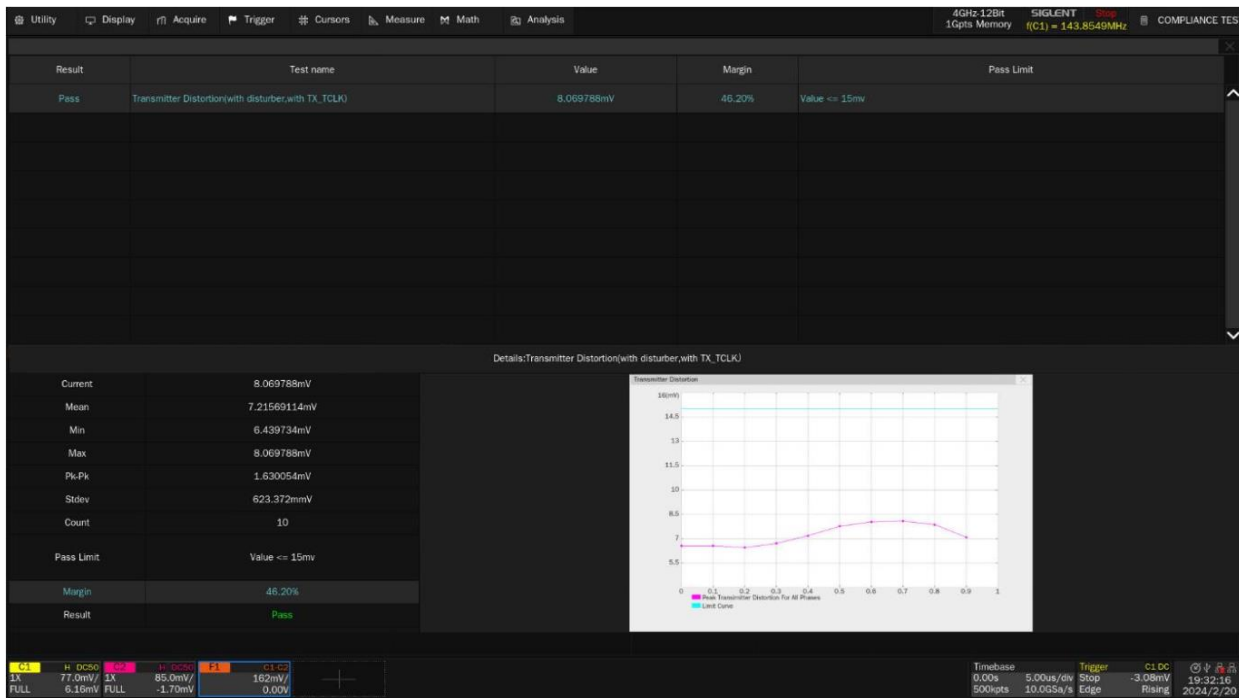 Utility Display Acquire Trigger Cursors Measure Math Analysis 4GHz-12Bit SIGLENT Stop COMPLIANCE TES
1Gpts Memory f(C1) = 143.8549MHz
Result Test name Value Margin Pass Limit
Pass Transmitter Distortion(with disturber,with TX_TCLK) 8.069788mV 46.20% Value <= 15mv
Details:Transmitter Distortion(with disturber,with TX_TCLK)
Current 8.069788mV
Mean 7.21569114mV
Min 6.439734mV
Max 8.069788mV
Pk-Pk 1.630054mV
Stdev 623.372mmV
Count 10
Pass Limit Value <= 15mv
Margin 46.20%
Result Pass
Transmitter Distortion
16(mV)
14.5
13
11.5
10
8.5
7
5.5
0 0.1 0.2 0.3 0.4 0.5 0.6 0.7 0.8 0.9 1
Peak Transimitter Distortion For All Phases
Limit Curve
C1 H DC50 C2 H DC50 F1 C1-C2 Timebase Trigger C1 DC
1X 77.0mV/ 1X 85.0mV/ 162mV/ 0.00s 5.00us/div Stop -3.08mV 19:32:16
FULL 6.16mV FULL -1.70mV 0.00V 500kpts 10.0GSa/s Edge Rising 2024//2/20